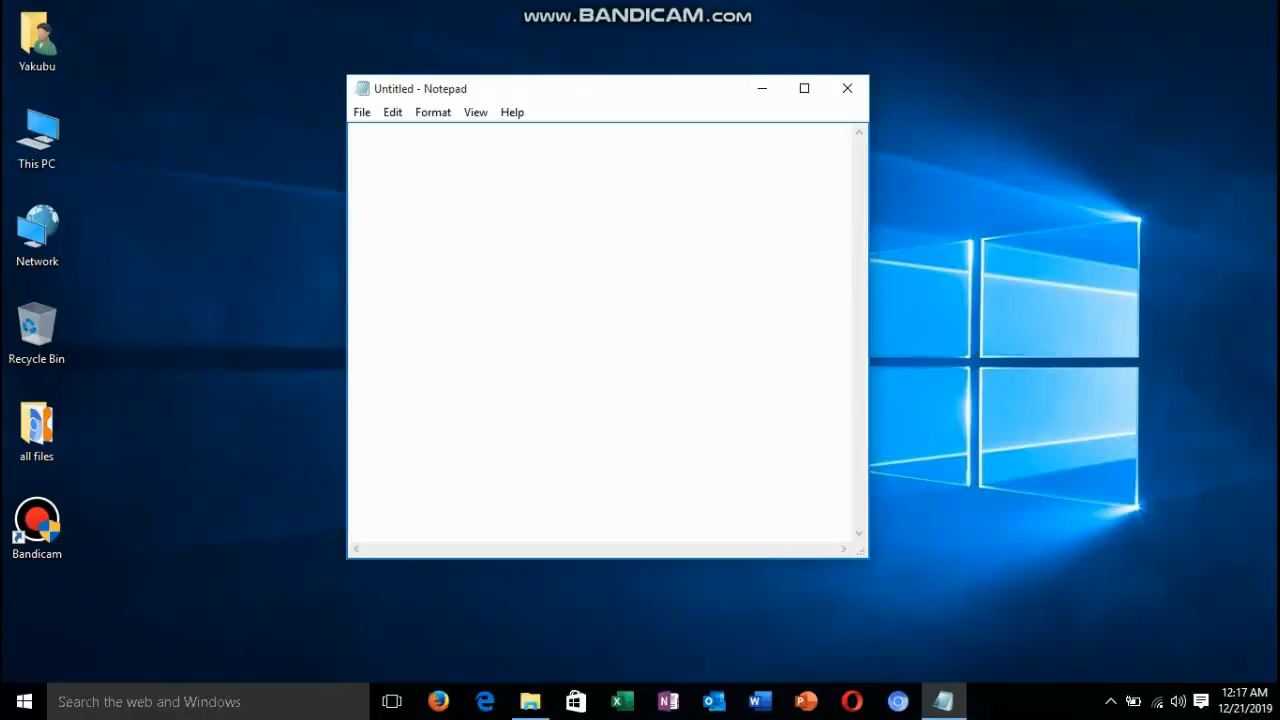 www.BANDICAM.com
Yakubu
This PC
Network
Recycle Bin
all files
Bandicam
Untitled - Notepad
File Edit Format View Help
Search the web and Windows
12:17 AM
12/21/2019